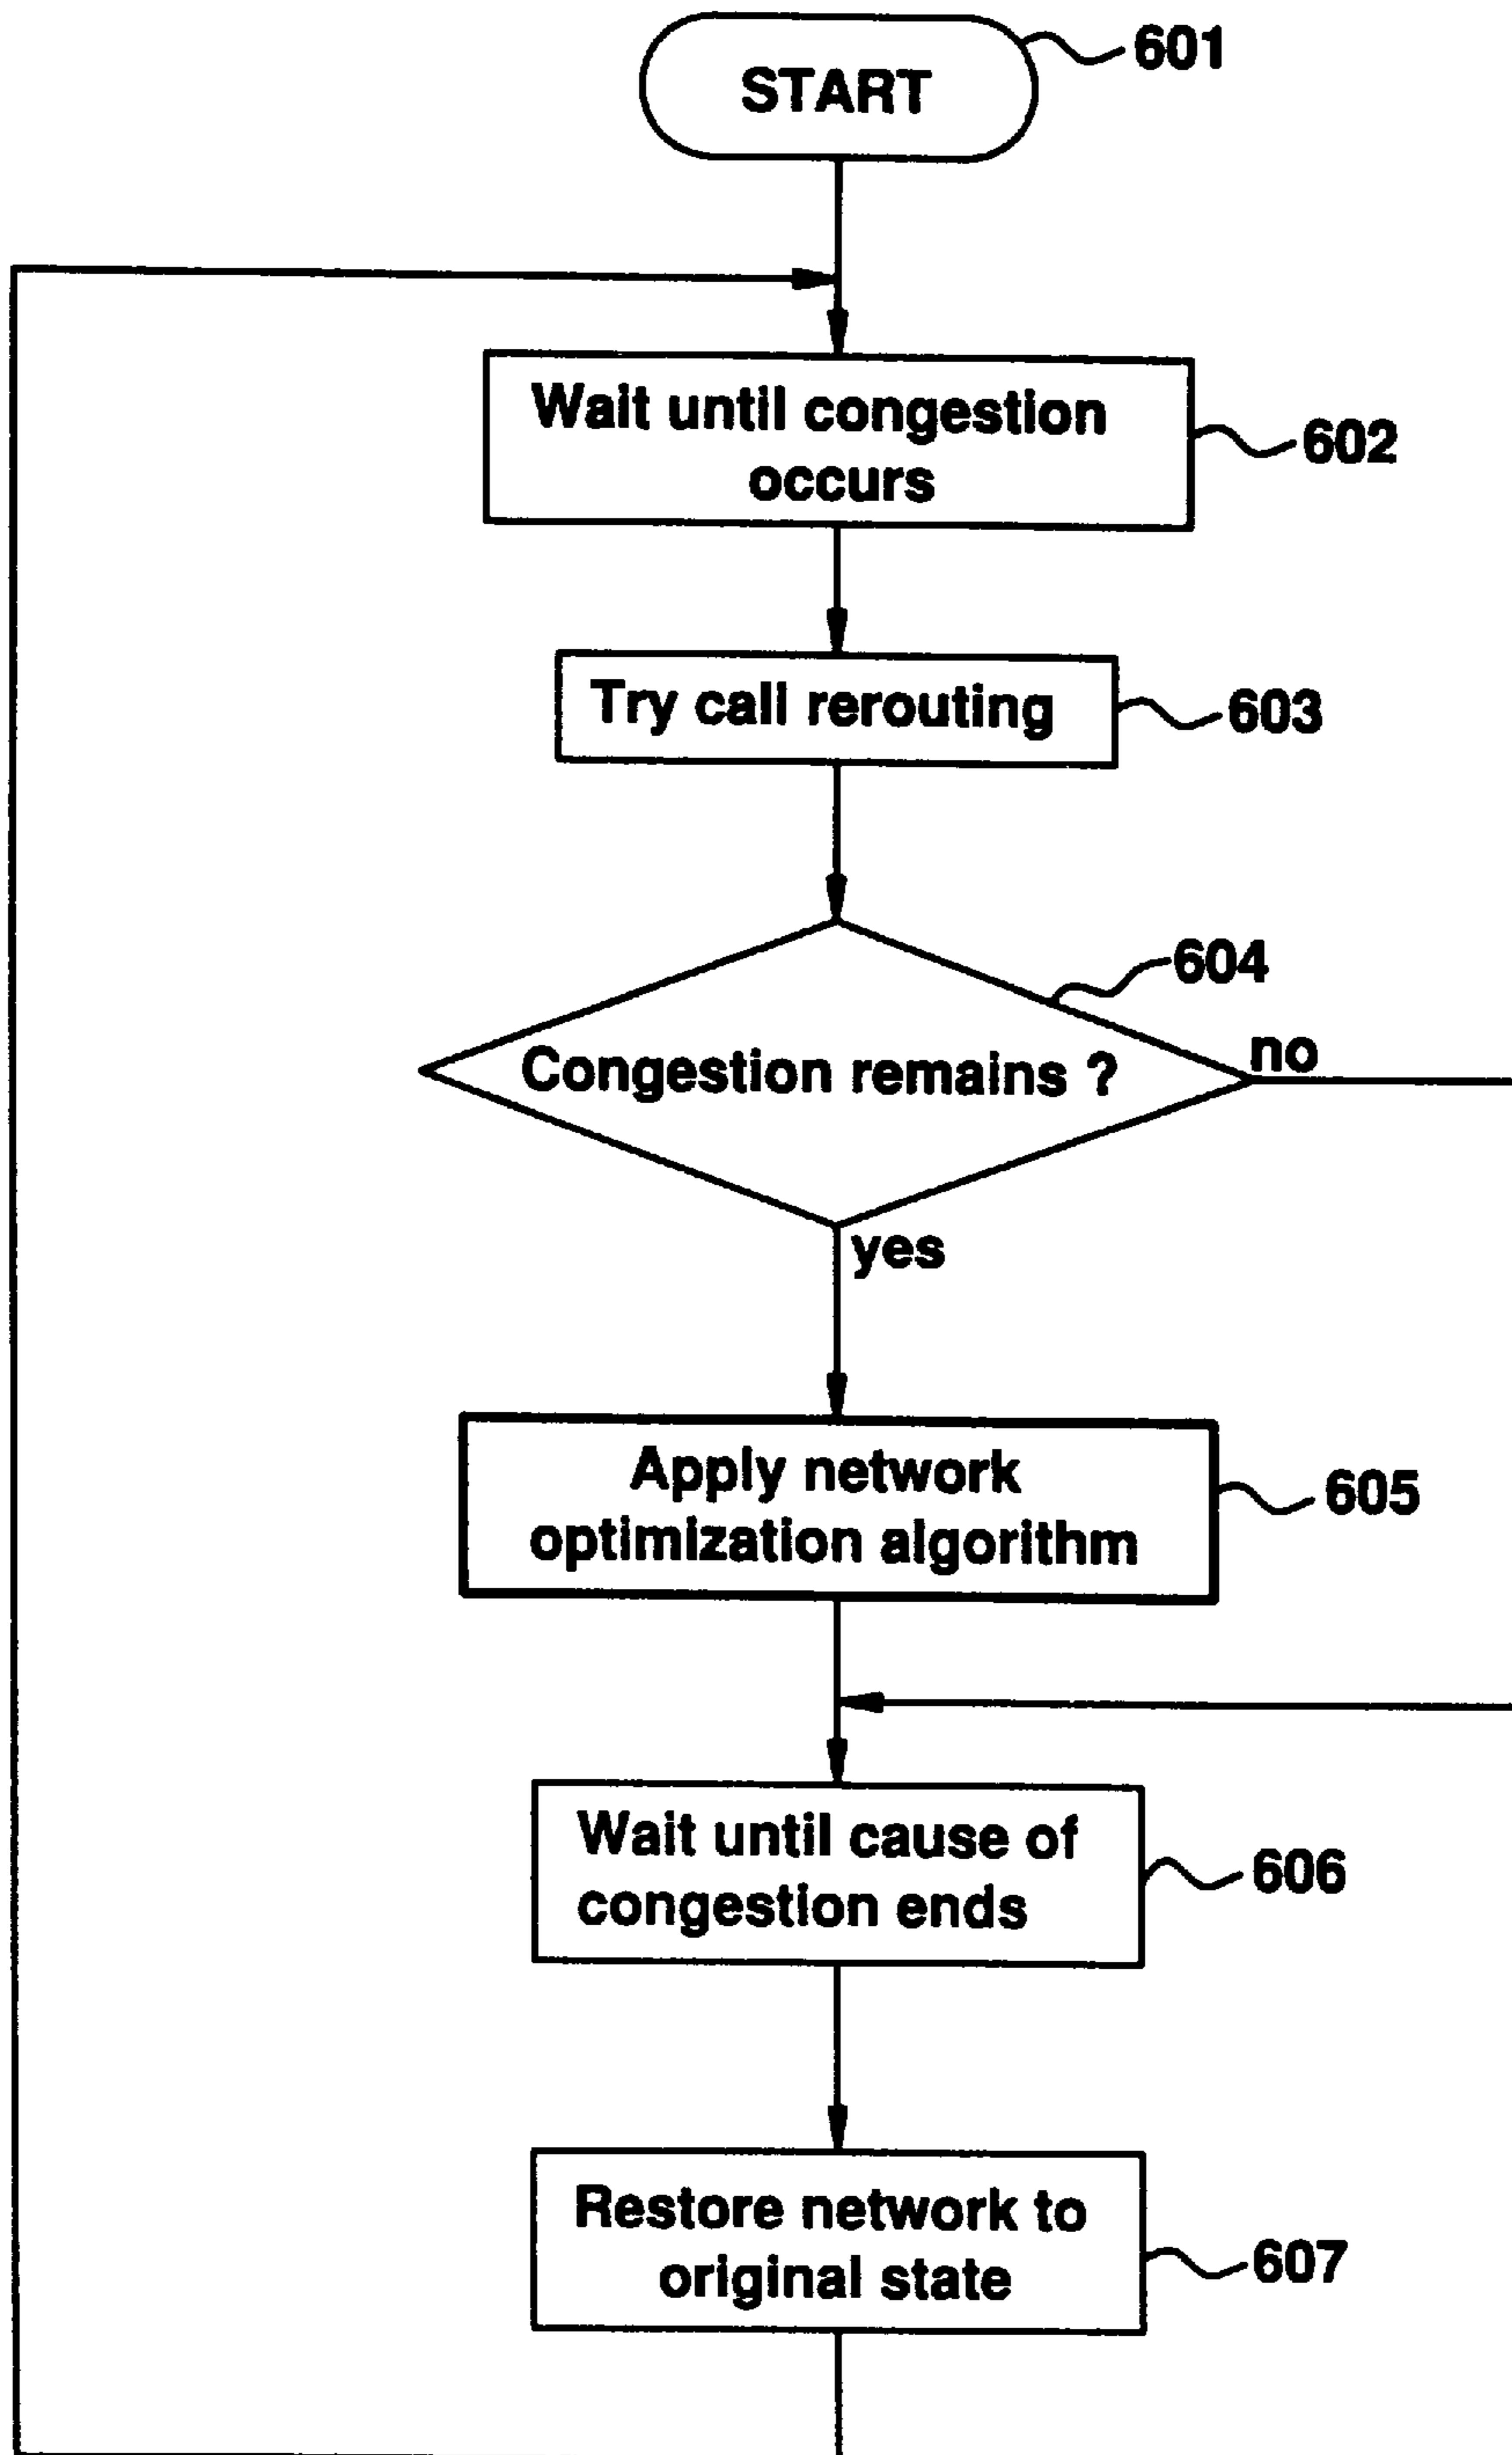 START
601
Wait until congestion
occurs
602
Try call rerouting
603
604
Congestion remains ?
no
yes
Apply network
optimization algorithm
605
Wait until cause of
congestion ends
606
Restore network to
original state
607